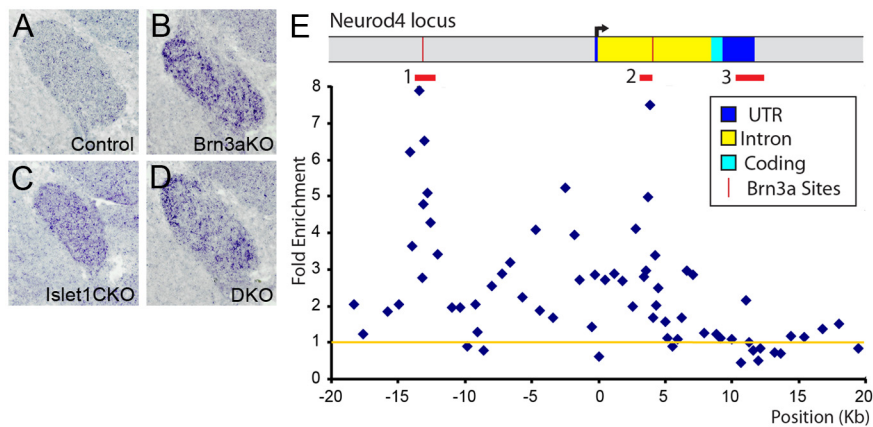 A
Control
B
Brn3aKO
C
Islet1CKO
D
DKO
E
Neurod4 locus
1
2
3
UTR
Intron
Coding
Brn3a Sites
Fold Enrichment
8
7
6
5
4
3
2
1
0
-20 -15 -10 -5 0 5 10 15 20
Position (Kb)